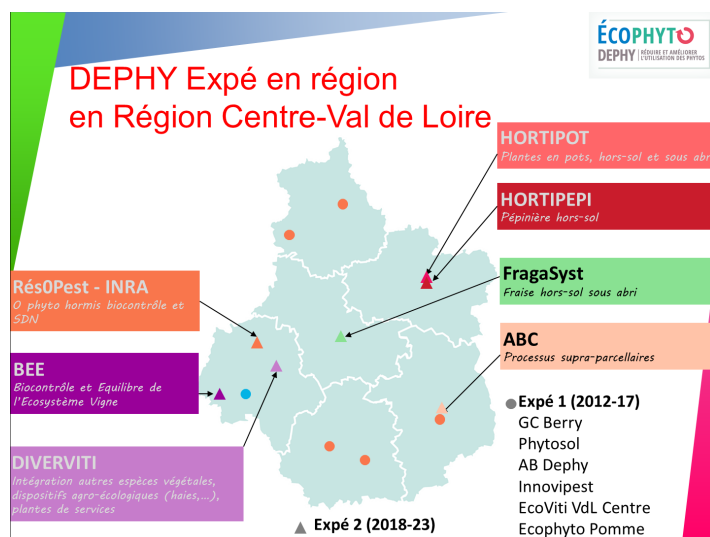 ÉCOPHYTO
DEPHY RÉDUIRE ET AMÉLIORER
L'UTILISATION DES PHYTOS
DEPHY Expé en région
en Région Centre-Val de Loire
HORTIPOT
Plantes en pots, hors-sol et sous abri
HORTIPEPI
Pépinière hors-sol
FragaSyst
Fraise hors-sol sous abri
Rés0Pest - INRA
0 phyto hormis biocontrôle et
SDN
ABC
Processus supra-parcellaires
BEE
Biocontrôle et Equilibre de
l'Ecosystème Vigne
Expé 1 (2012-17)
GC Berry
Phytosol
AB Dephy
Innovipest
EcoViti VdL Centre
Ecophyto Pomme
DIVERVITI
Intégration autres espèces végétales,
dispositifs agro-écologiques (haies,...),
plantes de services
Expé 2 (2018-23)